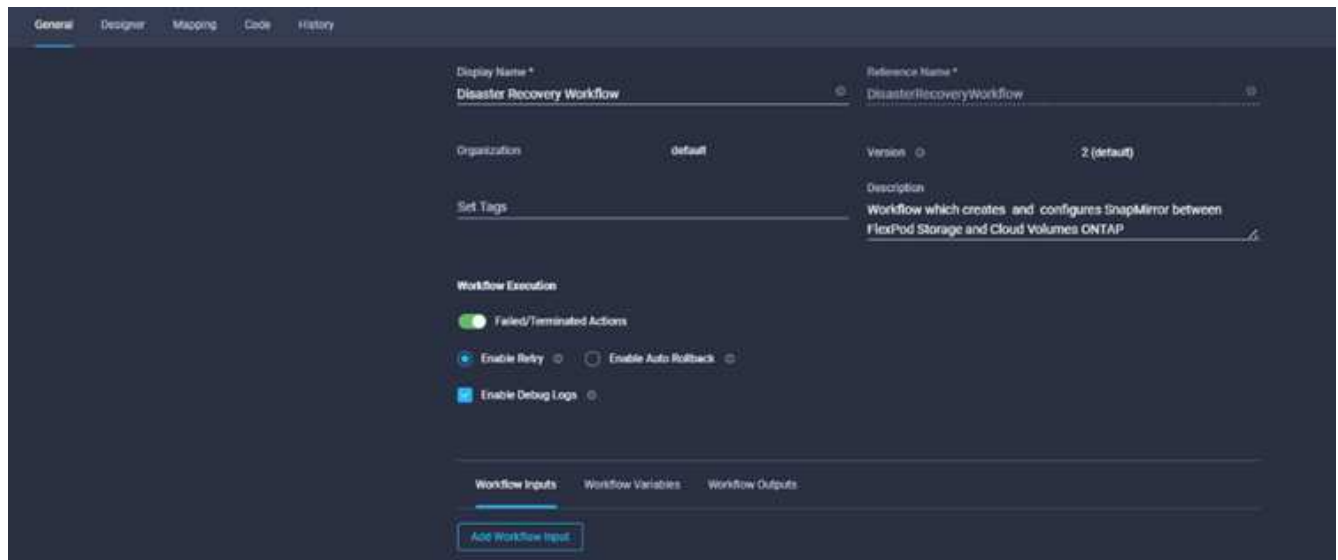 General Designer Mapping Code History
Display Name *
Disaster Recovery Workflow
Reference Name *
DisasterRecoveryWorkflow
Organization default
Version 2 (default)
Set Tags
Description
Workflow which creates and configures SnapMirror between
FlexPod Storage and Cloud Volumes ONTAP
Workflow Execution
Failed/Terminated Actions
Enable Retry Enable Auto Rollback
Enable Debug Logs
Workflow Inputs Workflow Variables Workflow Outputs
Add Workflow Input